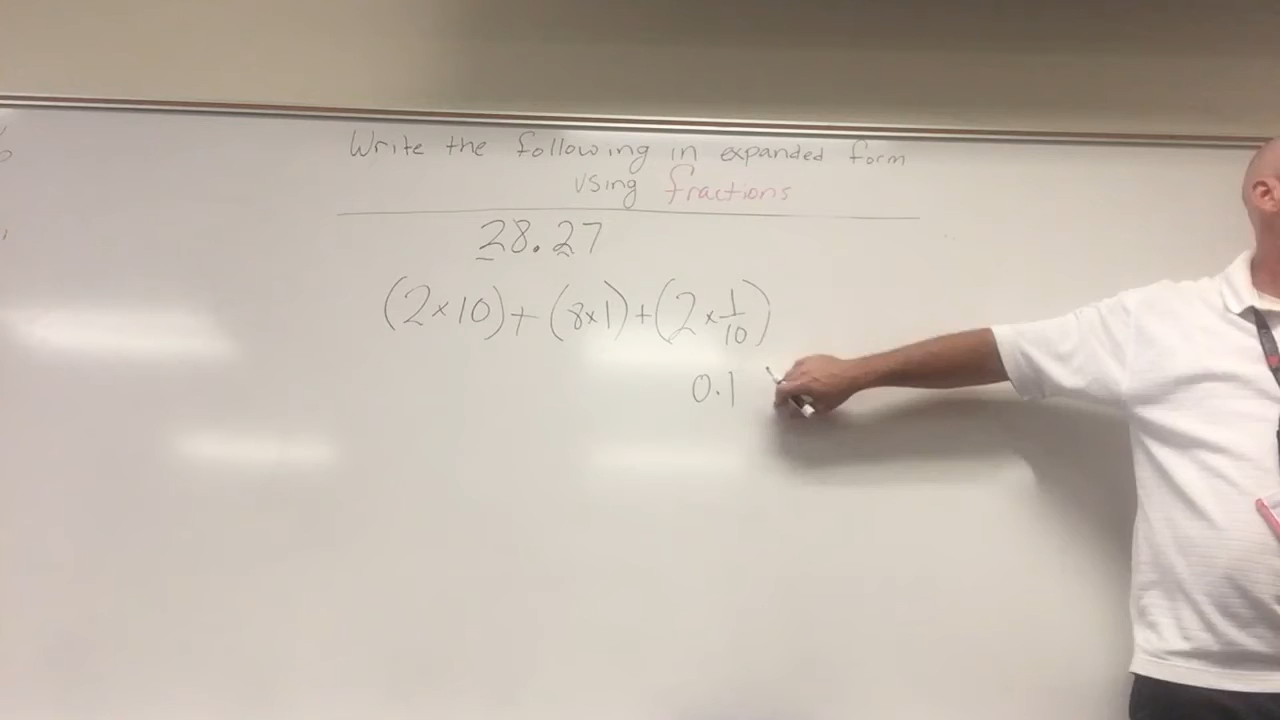 Write the following in expanded form
using fractions
28.27
(2×10)+(8×1)+(2×1/10)
0.1